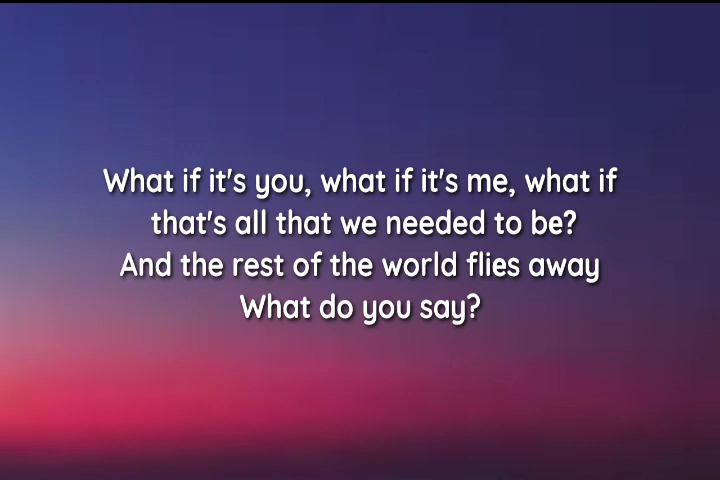 What if it's you, what if it's me, what if
that's all that we needed to be?
And the rest of the world flies away
What do you say?